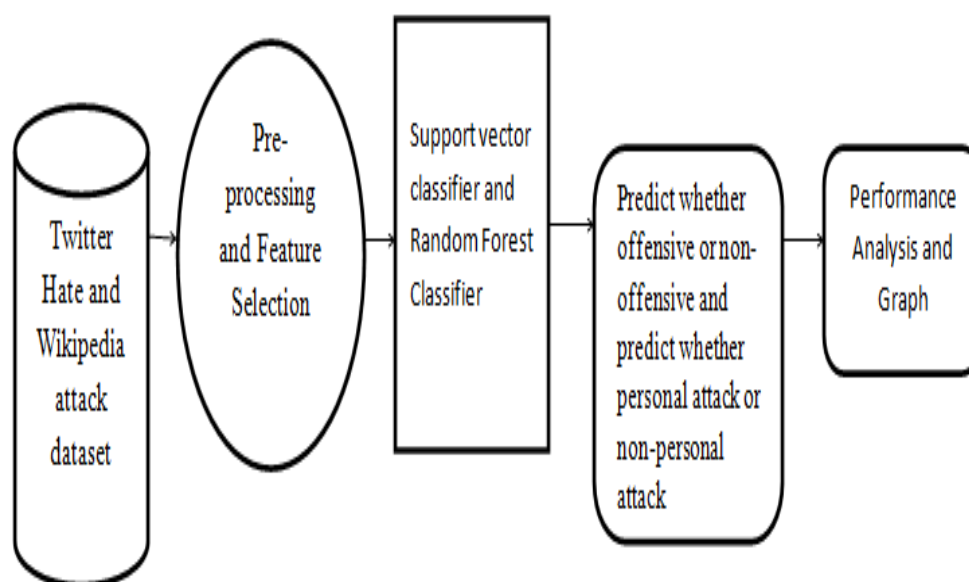 Twitter
Hate and
Wikipedia
attack
dataset
Pre-
processing
and Feature
Selection
Support vector
classifier and
Random Forest
Classifier
Predict whether
offensive or non-
offensive and
predict whether
personal attack or
non-personal
attack
Performance
Analysis and
Graph